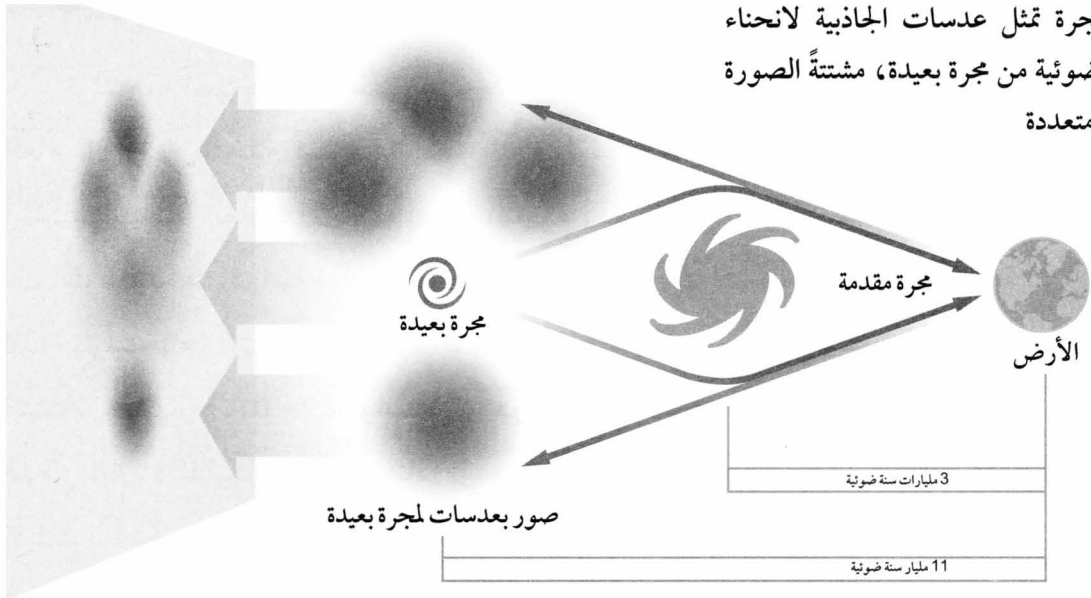 جرة تمثل عدسات الجاذبية لانحناء
ضوئية من مجرة بعيدة، مشتتةً الصورة
متعددة
مجرة مقدمة
مجرة بعيدة
الأرض
3 مليارات سنة ضوئية
صور بعدسات لمجرة بعيدة
11 مليار سنة ضوئية